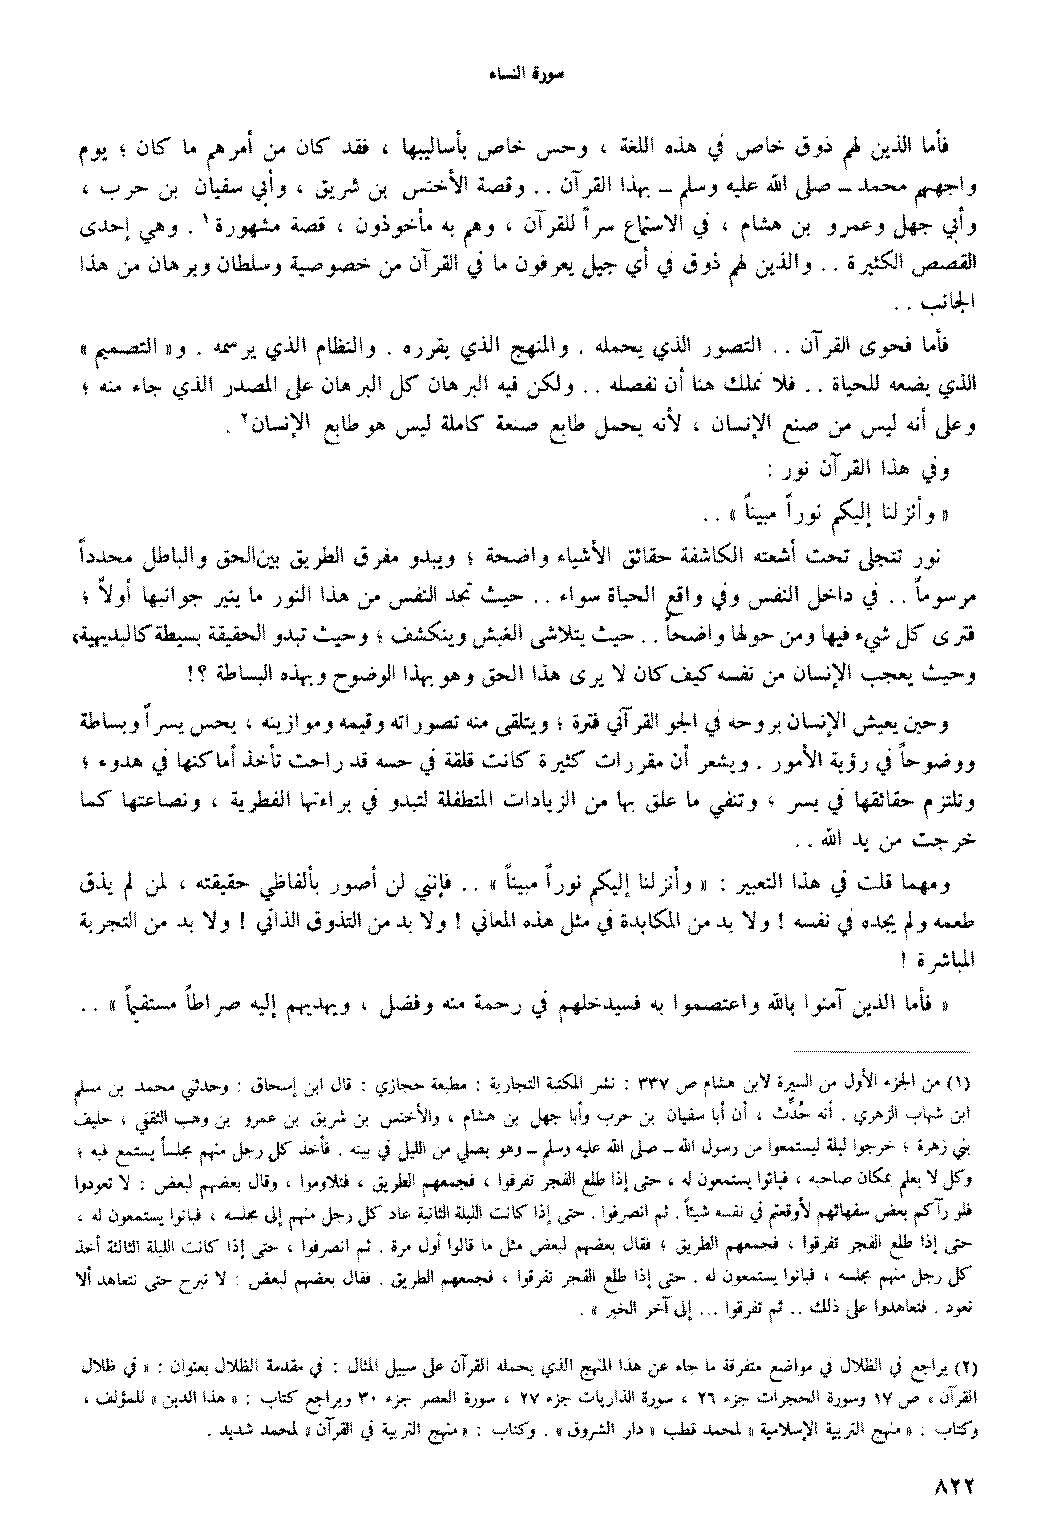 سورة النساء
فأما الذين لهم ذوق خاص في هذه اللغة ، وحس خاص بأساليبها ، فقد كان من أمرهم ما كان ؛ يوم
واجههم محمد – صلى الله عليه وسلم – بهذا القرآن .. وقصة الأخنس بن شريق ، وأبي سفيان بن حرب ،
وأبي جهل وعمرو بن هشام ، في الاستماع سراً للقرآن ، وهم به مأخوذون ، قصة مشهورة ١ . وهي إحدى
القصص الكثيرة .. والذين لهم ذوق في أي جيل يعرفون ما في القرآن من خصوصية وسلطان وبرهان من هذا
الجانب ..
فأما فحوى القرآن .. التصور الذي يحمله . والمنهج الذي يقرره . والنظام الذي يرسمه . و« التصميم »
الذي يضعه للحياة .. فلا نملك هنا أن نفصله .. ولكن فيه البرهان كل البرهان على المصدر الذي جاء منه ؛
وعلى أنه ليس من صنع الإنسان ، لأنه يحمل طابع صنعة كاملة ليس هو طابع الإنسان ٢ .
وفي هذا القرآن نور :
« وأنزلنا إليكم نوراً مبيناً » ..
نور تتجلى تحت أشعته الكاشفة حقائق الأشياء واضحة ؛ ويبدو مفرق الطريق بين الحق والباطل محدداً
مرسوماً .. في داخل النفس وفي واقع الحياة سواء .. حيث تجد النفس من هذا النور ما ينير جوانبها أولاً ؛
فترى كل شيء فيها ومن حولها واضحاً .. حيث يتلاشى الغبش وينكشف ؛ وحيث تبدو الحقيقة بسيطة كالبديهية ،
وحيث يعجب الإنسان من نفسه كيف كان لا يرى هذا الحق وهو بهذا الوضوح وبهذه البساطة ؟!
وحين يعيش الإنسان بروحه في الجو القرآني فترة ؛ ويتلقى منه تصوراته وقيمه وموازينه ، يحس يسراً وبساطة
ووضوحاً في رؤية الأمور . ويشعر أن مقررات كثيرة كانت قلقة في حسه قد راحت تأخذ أماكنها في هدوء ؛
وتلتزم حقائقها في يسر ؛ وتنفي ما علق بها من الزيادات المتطفلة لتبدو في براءتها الفطرية ، ونصاعتها كما
خرجت من يد الله ..
ومهما قلت في هذا التعبير : « وأنزلنا إليكم نوراً مبيناً » .. فإنني لن أصور بألفاظي حقيقته ، لمن لم يذق
طعمه ولم يجده في نفسه ! ولا بد من المكابدة في مثل هذه المعاني ! ولا بد من التذوق الذاتي ! ولا بد من التجربة
المباشرة !
« فأما الذين آمنوا بالله واعتصموا به فسيدخلهم في رحمة منه وفضل ، ويهديهم إليه صراطاً مستقيماً » ..
(١) من الجزء الأول من السيرة لابن هشام ص ٣٣٧ : نشر المكتبة التجارية : مطبعة حجازي : قال ابن إسحاق : وحدثني محمد بن مسلم
ابن شهاب الزهري . أنه حُدِّث ، أن أبا سفيان بن حرب وأبا جهل بن هشام ، والأخنس بن شريق بن عمرو بن وهب الثقفي ، حليف
بني زهرة ؛ خرجوا ليلة ليستمعوا من رسول الله – صلى الله عليه وسلم – وهو يصلي من الليل في بيته . فأخذ كل رجل منهم مجلساً يستمع فيه ؛
وكل لا يعلم بمكان صاحبه ، فباتوا يستمعون له ، حتى إذا طلع الفجر تفرقوا ، فجمعهم الطريق ، فتلاوموا ، وقال بعضهم لبعض : لا تعودوا
فلو رآكم بعض سفهائهم لأوقعتم في نفسه شيئاً . ثم انصرفوا . حتى إذا كانت الليلة الثانية عاد كل رجل منهم إلى مجلسه ، فباتوا يستمعون له ،
حتى إذا طلع الفجر تفرقوا ، فجمعهم الطريق ؛ فقال بعضهم لبعض مثل ما قالوا أول مرة . ثم انصرفوا ، حتى إذا كانت الليلة الثالثة أخذ
كل رجل منهم مجلسه ، فباتوا يستمعون له . حتى إذا طلع الفجر تفرقوا ، فجمعهم الطريق . فقال بعضهم لبعض : لا نبرح حتى نتعاهد ألا
نعود . فتعاهدوا على ذلك .. ثم تفرقوا ... إلى آخر الخبر » .
(٢) يراجع في الظلال في مواضع متفرقة ما جاء عن هذا المنهج الذي يحمله القرآن على سبيل المثال : في مقدمة الظلال بعنوان : « في ظلال
القرآن » ص ١٧ وسورة الحجرات جزء ٢٦ ، سورة الذاريات جزء ٢٧ ، سورة العصر جزء ٣٠ ويراجع كتاب : « هذا الدين » للمؤلف ،
وكتاب : « منهج التربية الإسلامية » لمحمد قطب « دار الشروق » . وكتاب : « منهج التربية في القرآن » لمحمد شديد .
٨٢٢